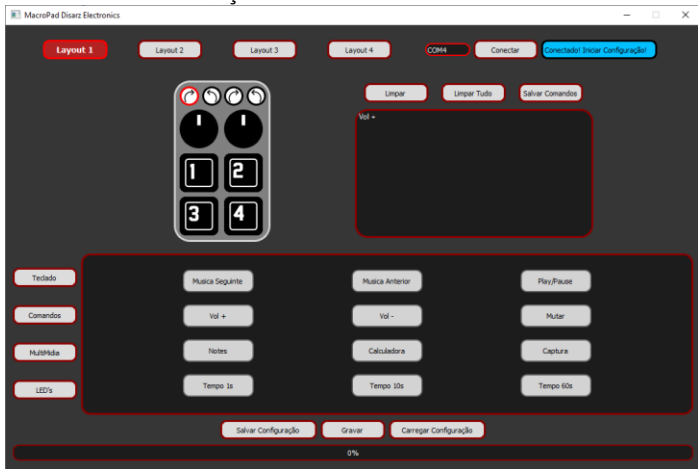 MacroPad Disarz Electronics
Layout 1
Layout 2
Layout 3
Layout 4
COM4
Conectar
Conectado! Iniciar Configuração!
Limpar
Limpar Tudo
Salvar Comandos
Vol +
1
2
3
4
Teclado
Musica Seguinte
Musica Anterior
Play/Pause
Comandos
Vol +
Vol -
Mutar
MultiMidia
Notes
Calculadora
Captura
LED's
Tempo 1s
Tempo 10s
Tempo 60s
Salvar Configuração
Gravar
Carregar Configuração
0%